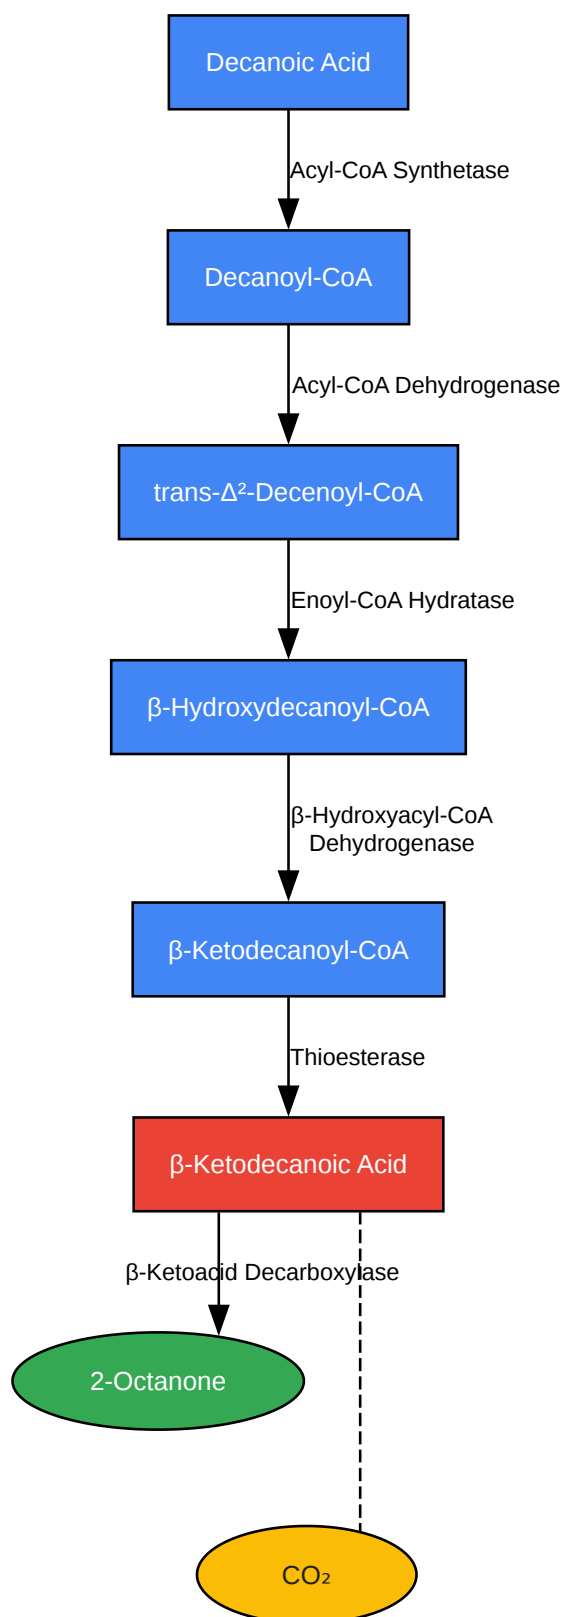 Decanoic Acid
Acyl-CoA Synthetase
Decanoyl-CoA
Acyl-CoA Dehydrogenase
trans-Δ²-Decenoyl-CoA
Enoyl-CoA Hydratase
β-Hydroxydecanoyl-CoA
β-Hydroxyacyl-CoA
Dehydrogenase
β-Ketodecanoyl-CoA
Thioesterase
β-Ketodecanoic Acid
β-Ketoacid Decarboxylase
2-Octanone
CO₂